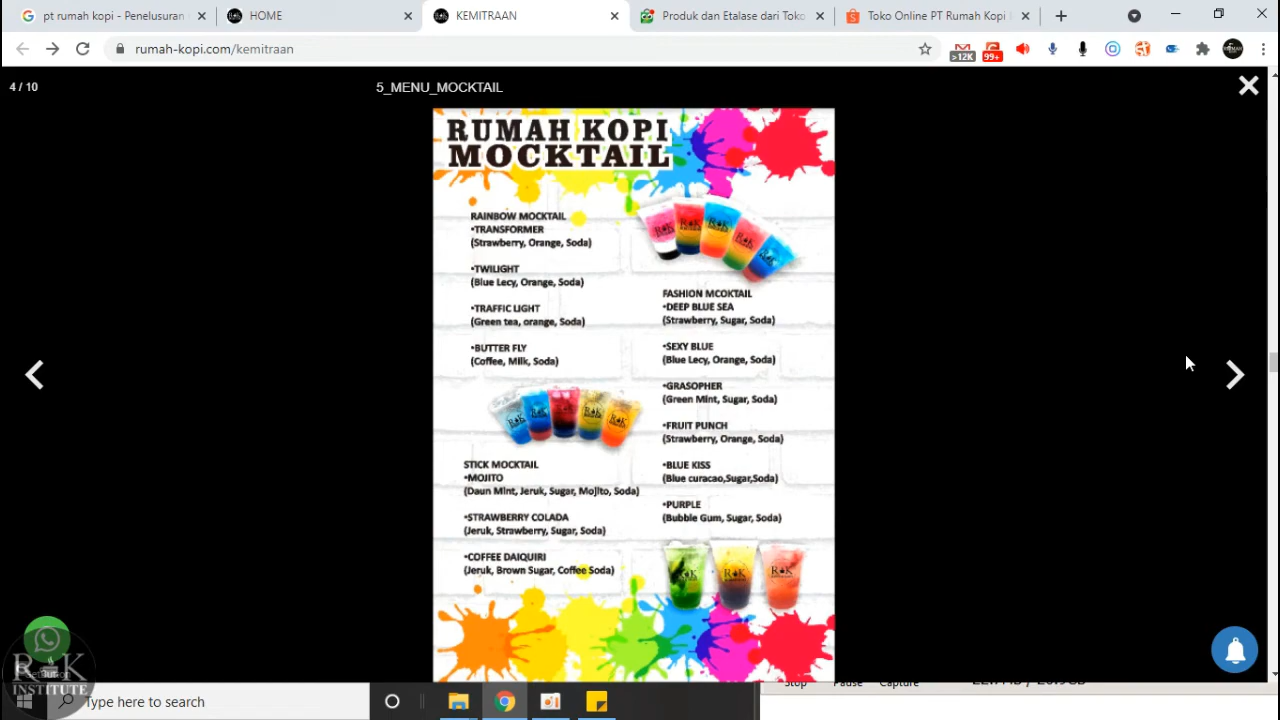 pt rumah kopi - Penelusuran
HOME
KEMITRAAN
Produk dan Etalase dari Toko
Toko Online PT Rumah Kopi
rumah-kopi.com/kemitraan
>12K
99+
4 / 10
5_MENU_MOCKTAIL
RUMAH KOPI
MOCKTAIL
RAINBOW MOCKTAIL
•TRANSFORMER
(Strawberry, Orange, Soda)
•TWILIGHT
(Blue Lecy, Orange, Soda)
•TRAFFIC LIGHT
(Green tea, orange, Soda)
•BUTTER FLY
(Coffee, Milk, Soda)
FASHION MCOKTAIL
•DEEP BLUE SEA
(Strawberry, Sugar, Soda)
•SEXY BLUE
(Blue Lecy, Orange, Soda)
•GRASOPHER
(Green Mint, Sugar, Soda)
•FRUIT PUNCH
(Strawberry, Orange, Soda)
•BLUE KISS
(Blue curacao,Sugar,Soda)
•PURPLE
(Bubble Gum, Sugar, Soda)
STICK MOCKTAIL
•MOJITO
(Daun Mint, Jeruk, Sugar, Mojito, Soda)
•STRAWBERRY COLADA
(Jeruk, Strawberry, Sugar, Soda)
•COFFEE DAIQUIRI
(Jeruk, Brown Sugar, Coffee Soda)
INSTITUTE
Stop Pause Capture
Type here to search